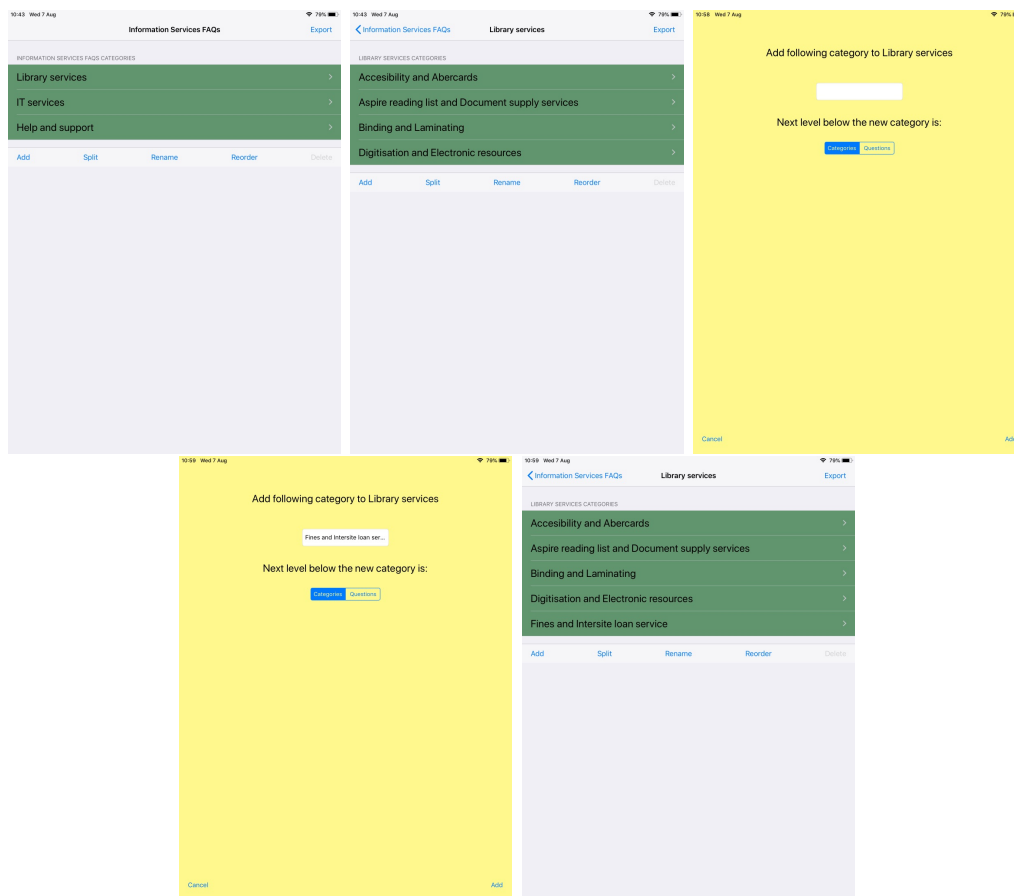 10:43 Wed 7 Aug 79%
Information Services FAQs Export
INFORMATION SERVICES FAQS CATEGORIES
Library services
IT services
Help and support
Add Split Rename Reorder Delete
10:43 Wed 7 Aug 79%
Information Services FAQs Library services Export
LIBRARY SERVICES CATEGORIES
Accesibility and Abercards
Aspire reading list and Document supply services
Binding and Laminating
Digitisation and Electronic resources
Add Split Rename Reorder Delete
10:58 Wed 7 Aug 79%
Add following category to Library services
Next level below the new category is:
Categories Questions
Cancel Add
10:59 Wed 7 Aug 79%
Add following category to Library services
Fines and Intersite loan ser...
Next level below the new category is:
Categories Questions
Cancel Add
10:59 Wed 7 Aug 79%
Information Services FAQs Library services Export
LIBRARY SERVICES CATEGORIES
Accesibility and Abercards
Aspire reading list and Document supply services
Binding and Laminating
Digitisation and Electronic resources
Fines and Intersite loan service
Add Split Rename Reorder Delete